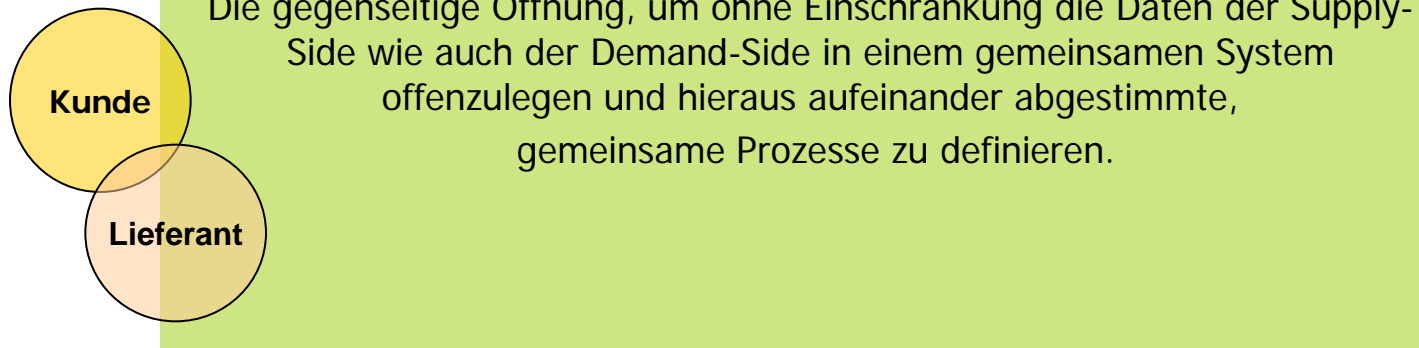 Die gegenseitige Öffnung, um ohne Einschränkung die Daten der Supply-
Side wie auch der Demand-Side in einem gemeinsamen System
offenzulegen und hieraus aufeinander abgestimmte,
gemeinsame Prozesse zu definieren.
Kunde
Lieferant